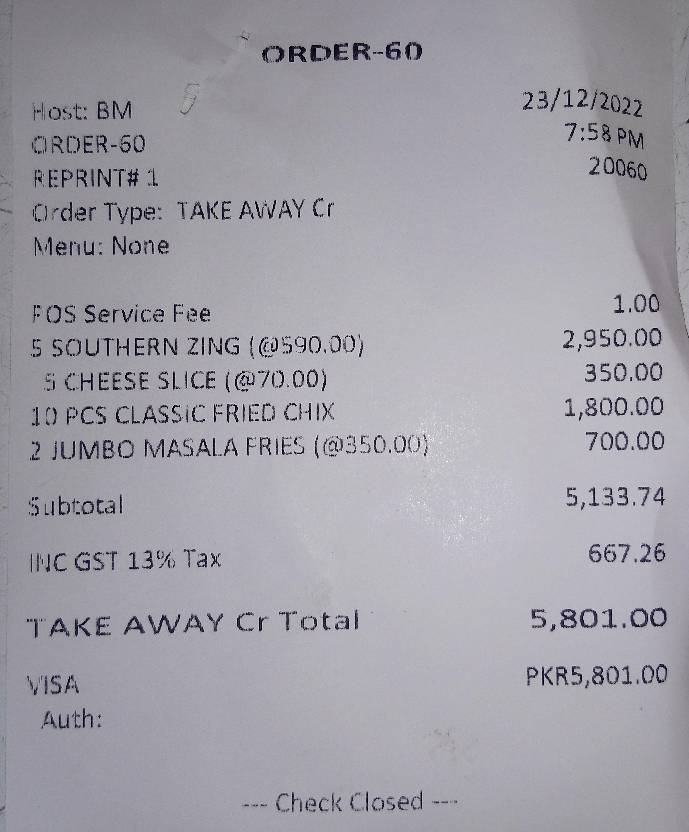 ORDER-60
Host: BM 23/12/2022
ORDER-60 7:58 PM
REPRINT# 1 20060
Order Type: TAKE AWAY Cr
Menu: None
FOS Service Fee 1.00
5 SOUTHERN ZING (@590.00) 2,950.00
5 CHEESE SLICE (@70.00) 350.00
10 PCS CLASSIC FRIED CHIX 1,800.00
2 JUMBO MASALA FRIES (@350.00) 700.00
Subtotal 5,133.74
INC GST 13% Tax 667.26
TAKE AWAY Cr Total 5,801.00
VISA PKR5,801.00
Auth:
--- Check Closed ---